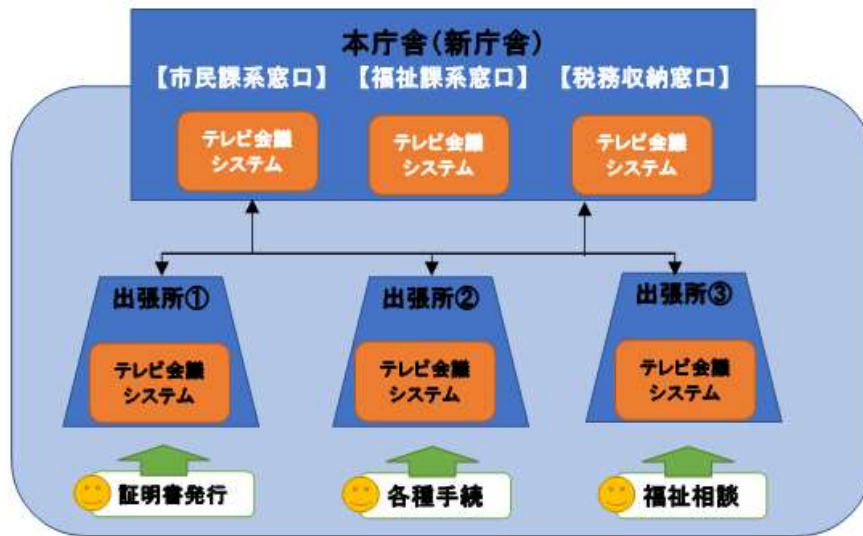 本庁舎(新庁舎)
【市民課系窓口】 【福祉課系窓口】 【税務収納窓口】
テレビ会議
システム
テレビ会議
システム
テレビ会議
システム
出張所①
出張所②
出張所③
テレビ会議
システム
テレビ会議
システム
テレビ会議
システム
証明書発行
各種手続
福祉相談